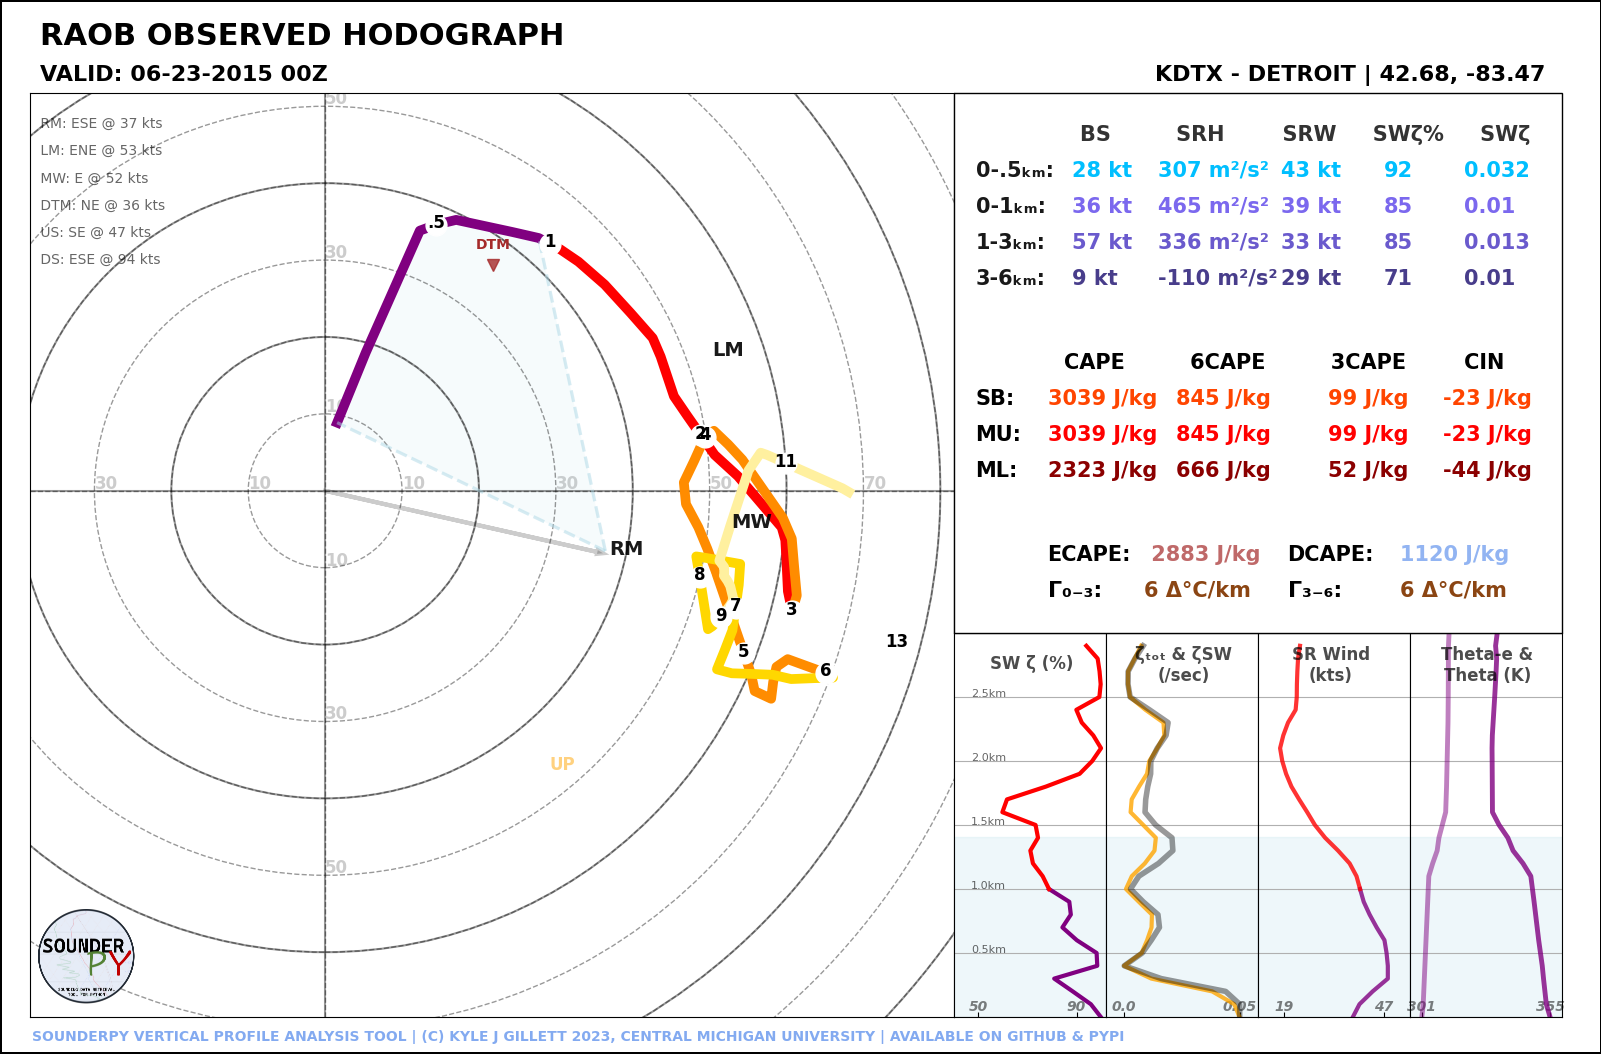 RAOB OBSERVED HODOGRAPH
VALID: 06-23-2015 00Z
KDTX - DETROIT | 42.68, -83.47
RM: ESE @ 37 kts
LM: ENE @ 53 kts
MW: E @ 52 kts
DTM: NE @ 36 kts
US: SE @ 47 kts
DS: ESE @ 94 kts
50
30
10
30
10
10
30
50
70
10
30
50
.5
1
DTM
LM
2
4
11
MW
RM
8
7
9
3
5
6
13
UP
BS SRH SRW SWζ% SWζ
0-.5ₖₘ: 28 kt 307 m²/s² 43 kt 92 0.032
0-1ₖₘ: 36 kt 465 m²/s² 39 kt 85 0.01
1-3ₖₘ: 57 kt 336 m²/s² 33 kt 85 0.013
3-6ₖₘ: 9 kt -110 m²/s² 29 kt 71 0.01
CAPE 6CAPE 3CAPE CIN
SB: 3039 J/kg 845 J/kg 99 J/kg -23 J/kg
MU: 3039 J/kg 845 J/kg 99 J/kg -23 J/kg
ML: 2323 J/kg 666 J/kg 52 J/kg -44 J/kg
ECAPE: 2883 J/kg DCAPE: 1120 J/kg
Γ₀₋₃: 6 Δ°C/km Γ₃₋₆: 6 Δ°C/km
SW ζ (%)
ζₜₒₜ & ζSW
(/sec)
SR Wind
(kts)
Theta-e &
Theta (K)
2.5km
2.0km
1.5km
1.0km
0.5km
50 90 0.0 0.05 19 47 301 355
SOUNDER
PY
SOUNDING DATA RETRIEVAL
TOOL FOR PYTHON
SOUNDERPY VERTICAL PROFILE ANALYSIS TOOL | (C) KYLE J GILLETT 2023, CENTRAL MICHIGAN UNIVERSITY | AVAILABLE ON GITHUB & PYPI